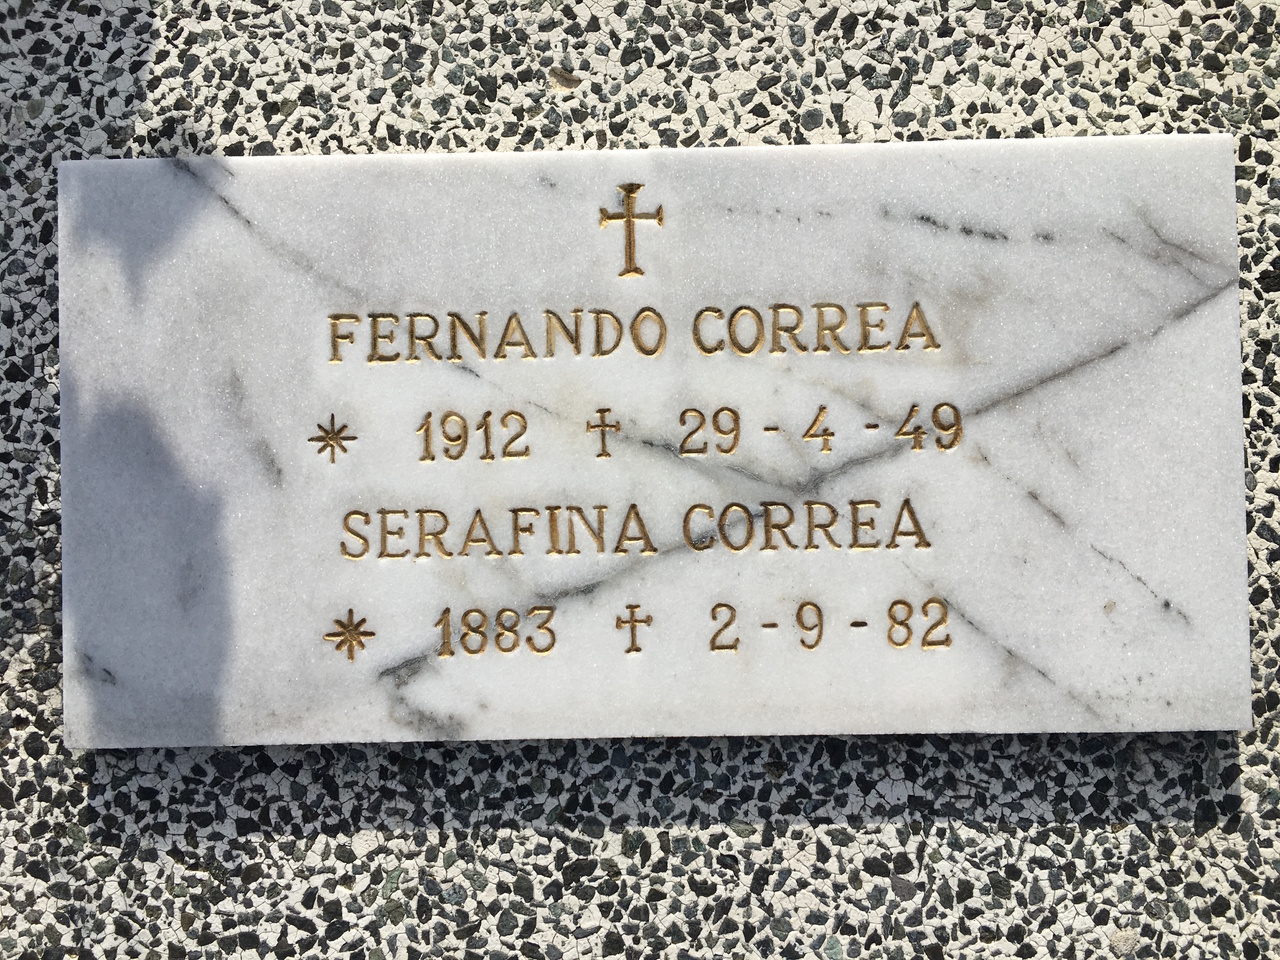 FERNANDO CORREA
* 1912 † 29 - 4 - 49
SERAFINA CORREA
* 1883 † 2 - 9 - 82